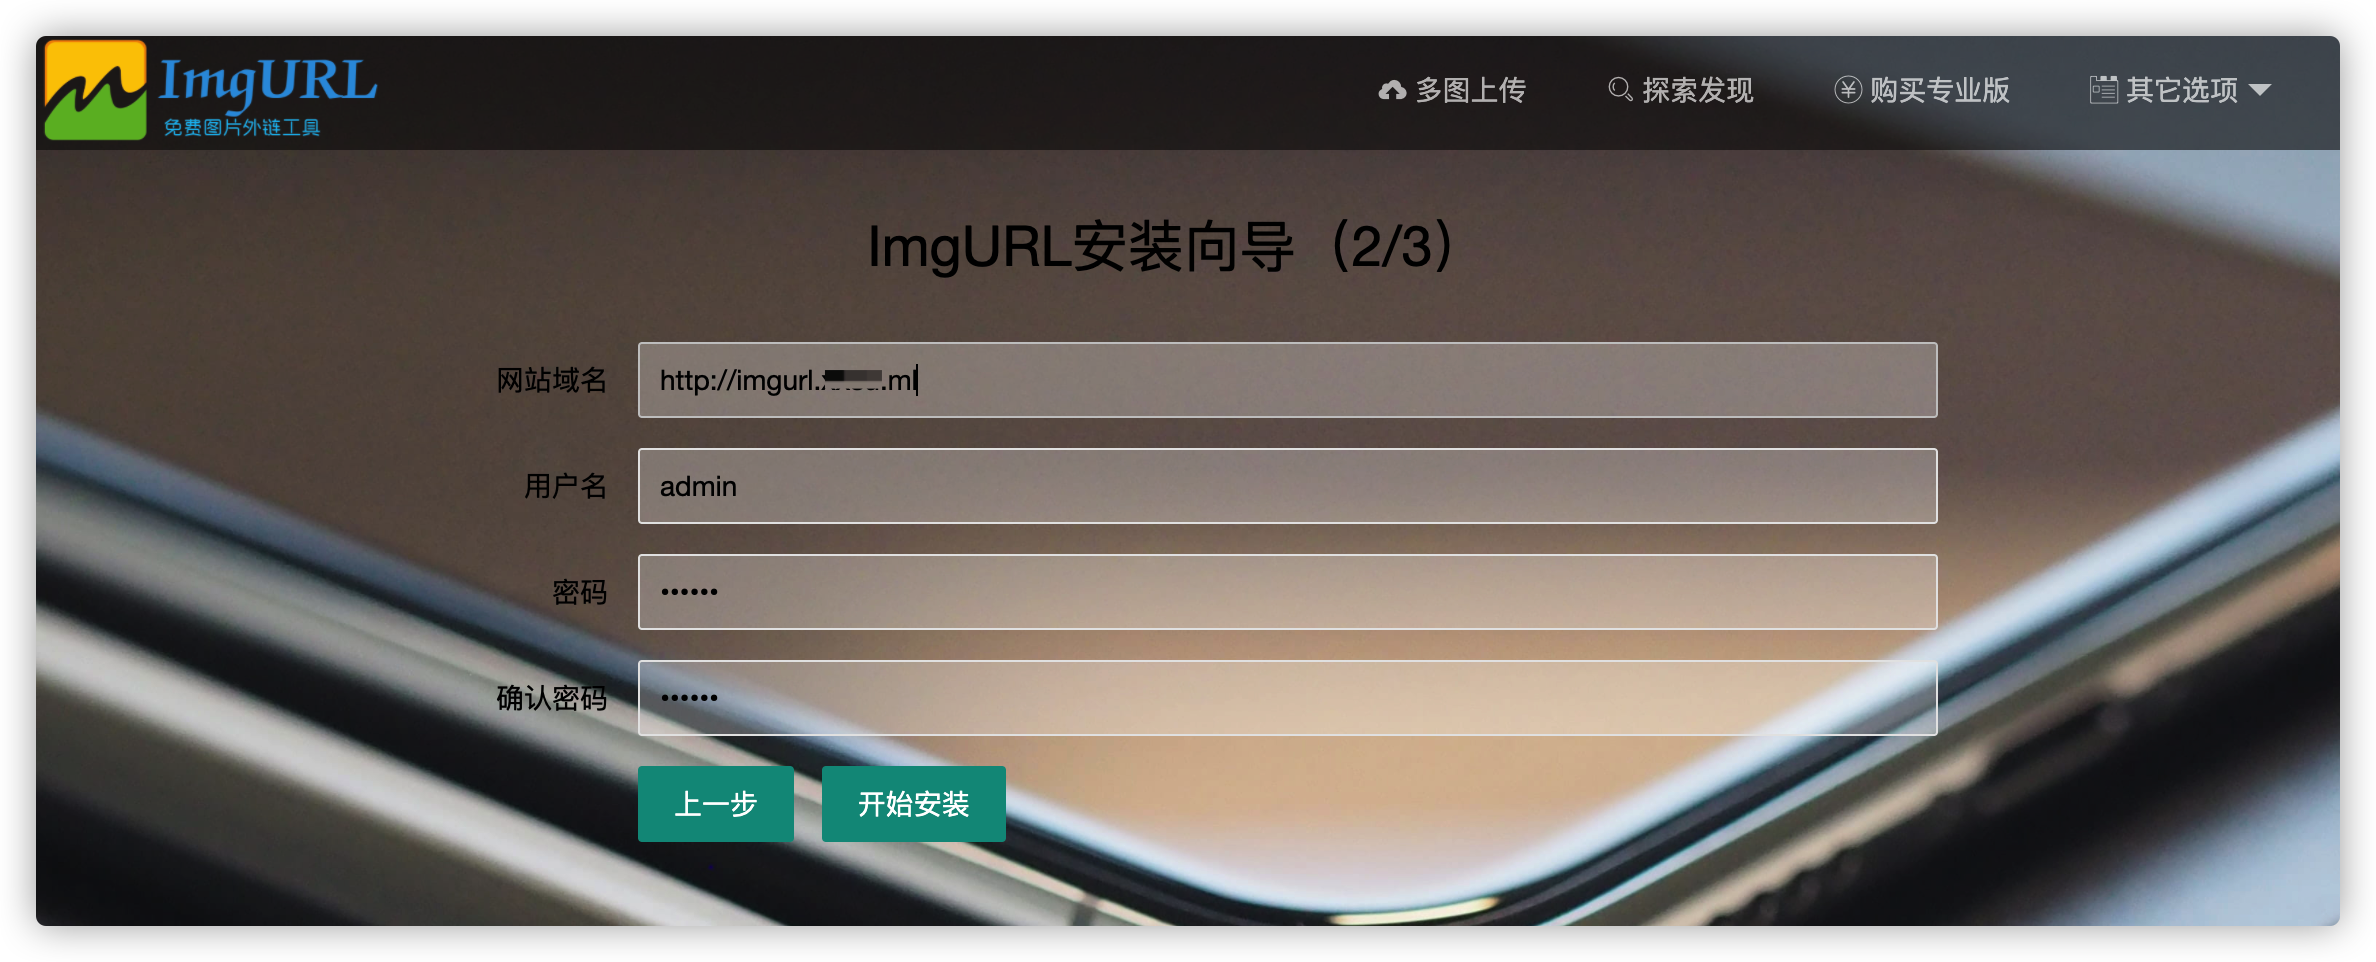 ImgURL
免费图片外链工具
多图上传
探索发现
购买专业版
其它选项
ImgURL安装向导（2/3）
网站域名
http://imgurl. .ml
用户名
admin
密码
••••••
确认密码
••••••
上一步
开始安装